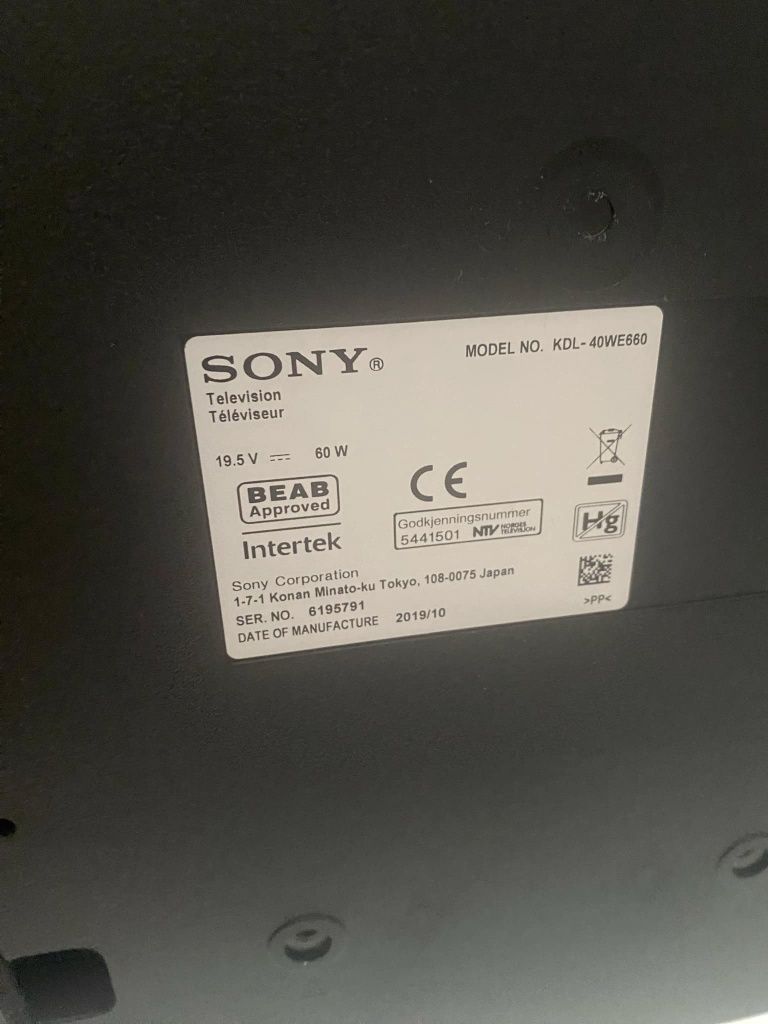 SONY®
MODEL NO. KDL-40WE660
Television
Téléviseur
19.5 V 60 W
BEAB
Approved
Intertek
CE
Godkjenningsnummer
5441501 NTV NORGES TELEVISJON
Hg
Sony Corporation
1-7-1 Konan Minato-ku Tokyo, 108-0075 Japan
SER. NO. 6195791
DATE OF MANUFACTURE 2019/10
>PP<